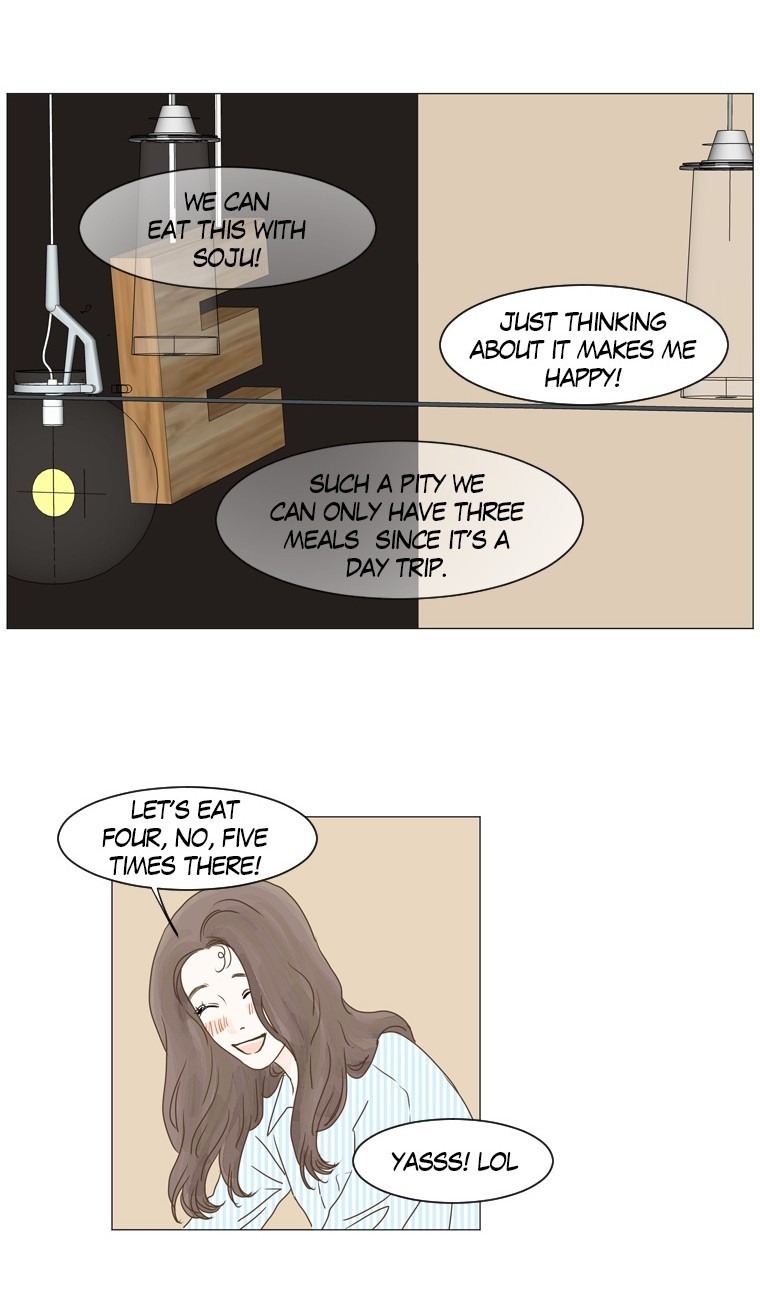 WE CAN
EAT THIS WITH
SOJU!
E
JUST THINKING
ABOUT IT MAKES ME
HAPPY!
SUCH A PITY WE
CAN ONLY HAVE THREE
MEALS SINCE IT'S A
DAY TRIP.
LET'S EAT
FOUR, NO, FIVE
TIMES THERE!
YASSS! LOL